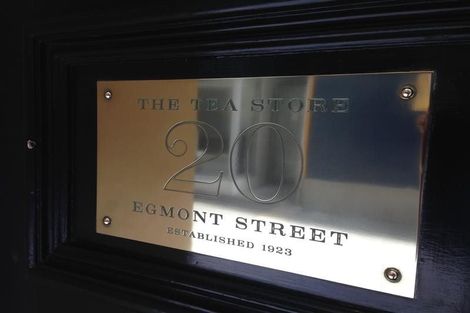 THE TEA STORE
20
EGMONT STREET
ESTABLISHED 1923